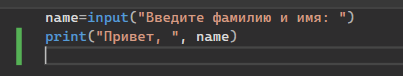 name=input("Введите фамилию и имя: ")
print("Привет, ", name)